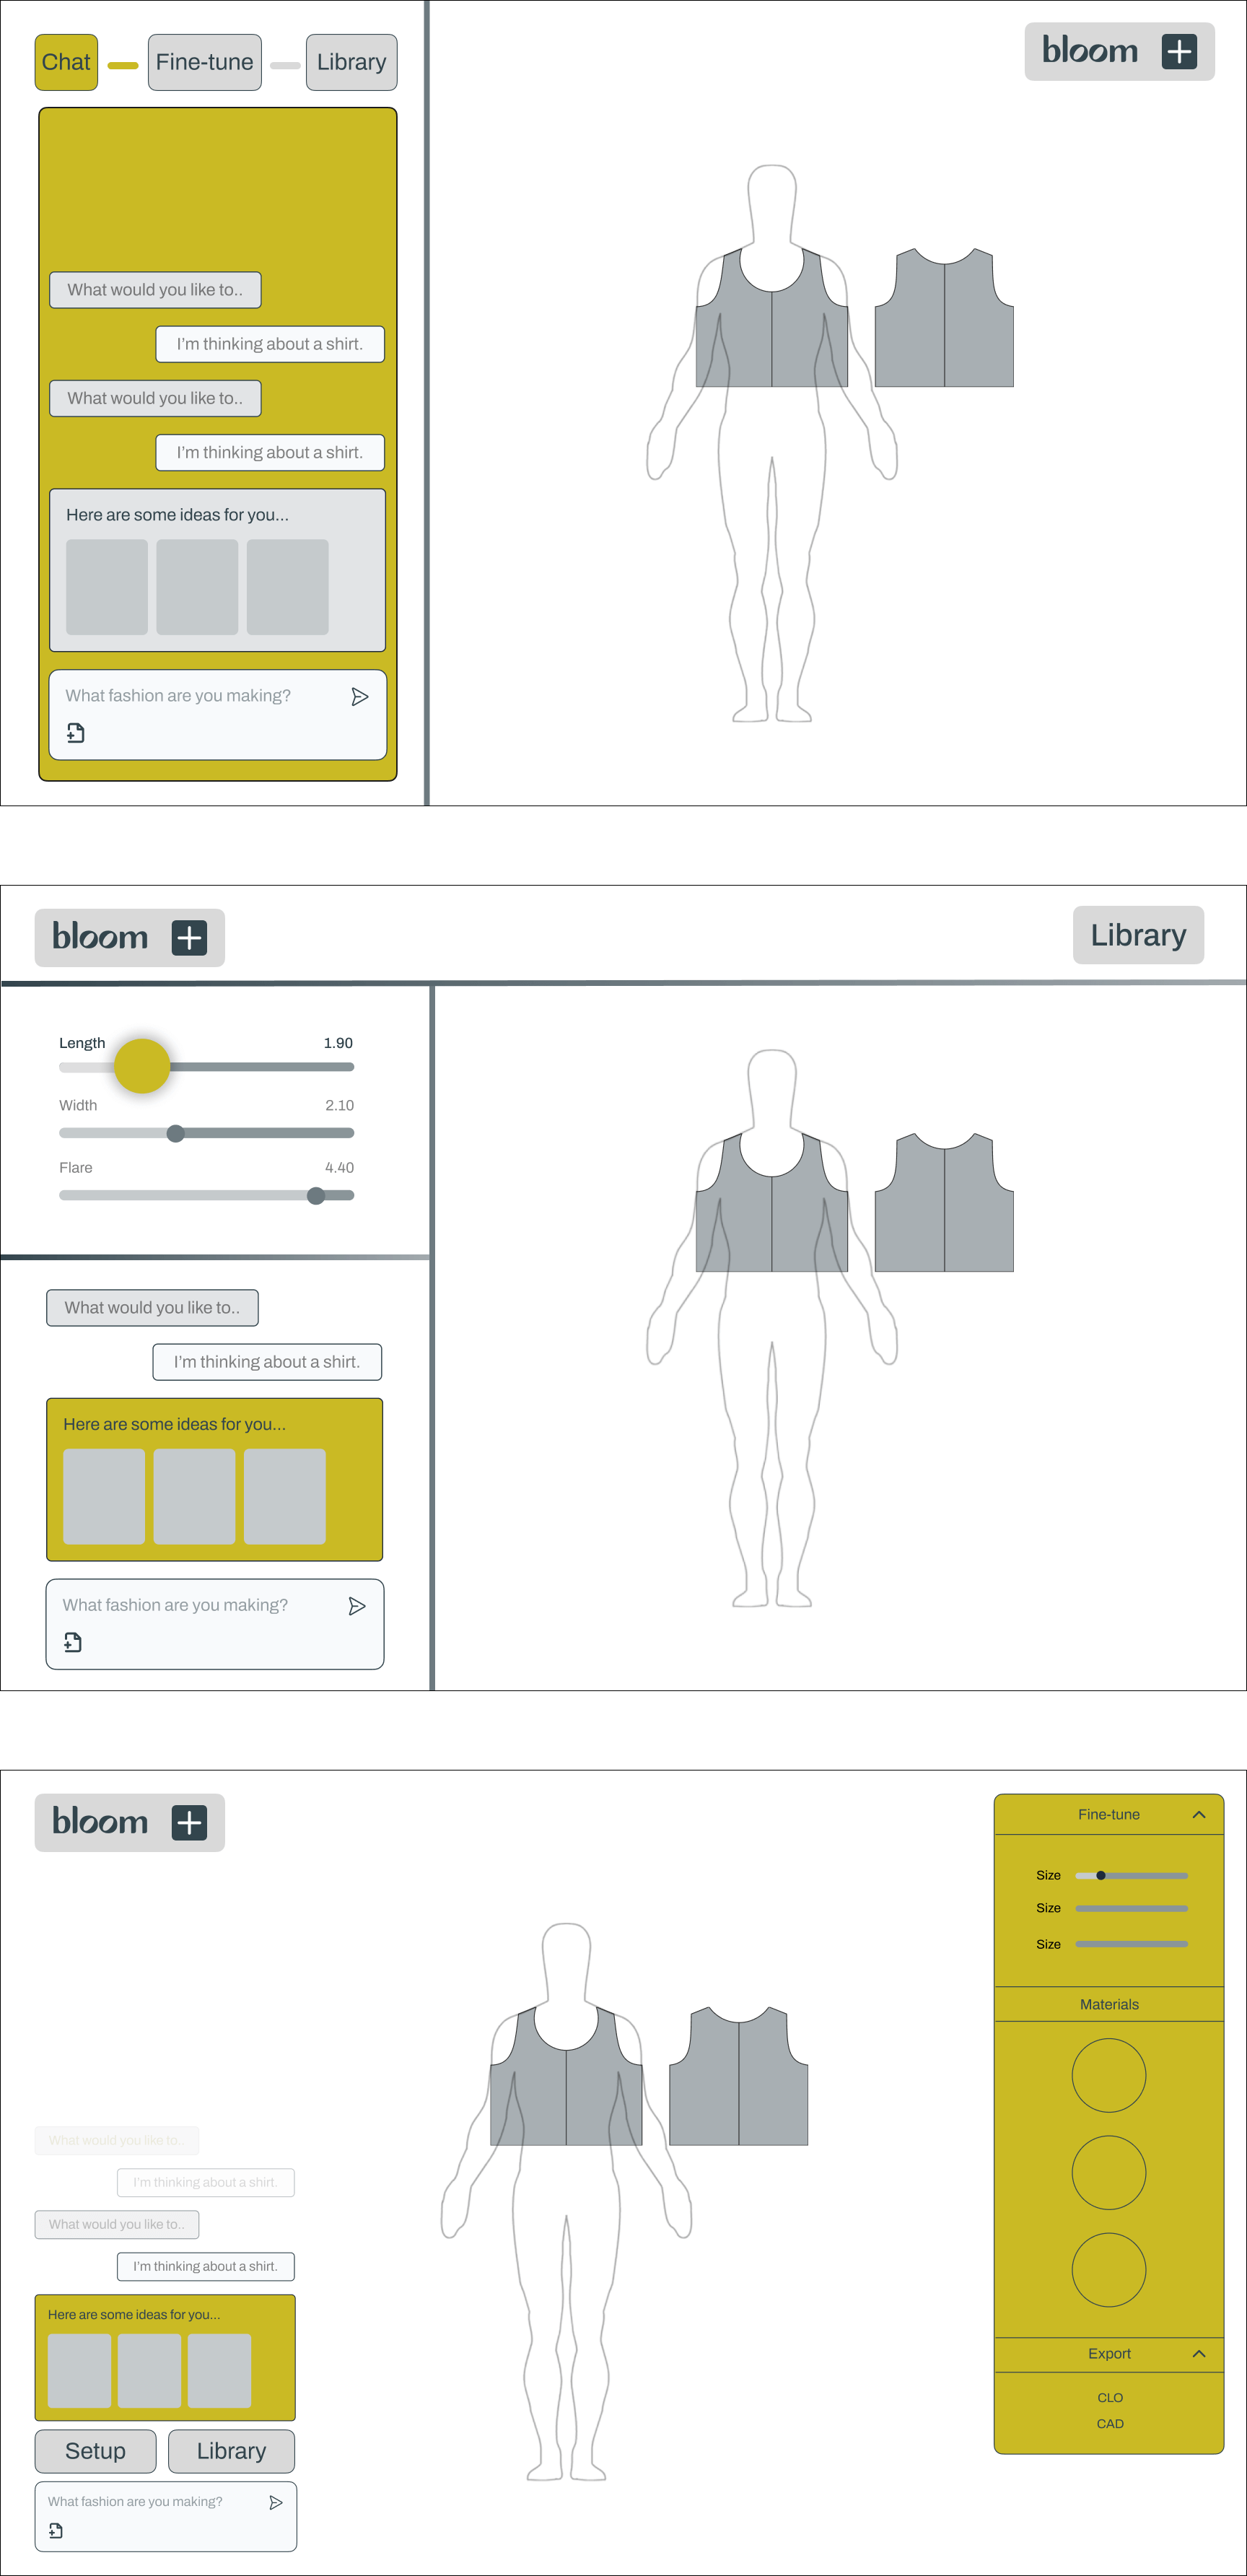 Chat
Fine-tune
Library
bloom
What would you like to..
I'm thinking about a shirt.
What would you like to..
I'm thinking about a shirt.
Here are some ideas for you...
What fashion are you making?
bloom
Library
Length 1.90
Width 2.10
Flare 4.40
What would you like to..
I'm thinking about a shirt.
Here are some ideas for you...
What fashion are you making?
bloom
What would you like to..
I'm thinking about a shirt.
What would you like to..
I'm thinking about a shirt.
Here are some ideas for you...
Setup
Library
What fashion are you making?
Fine-tune
Size
Size
Size
Materials
Export
CLO
CAD